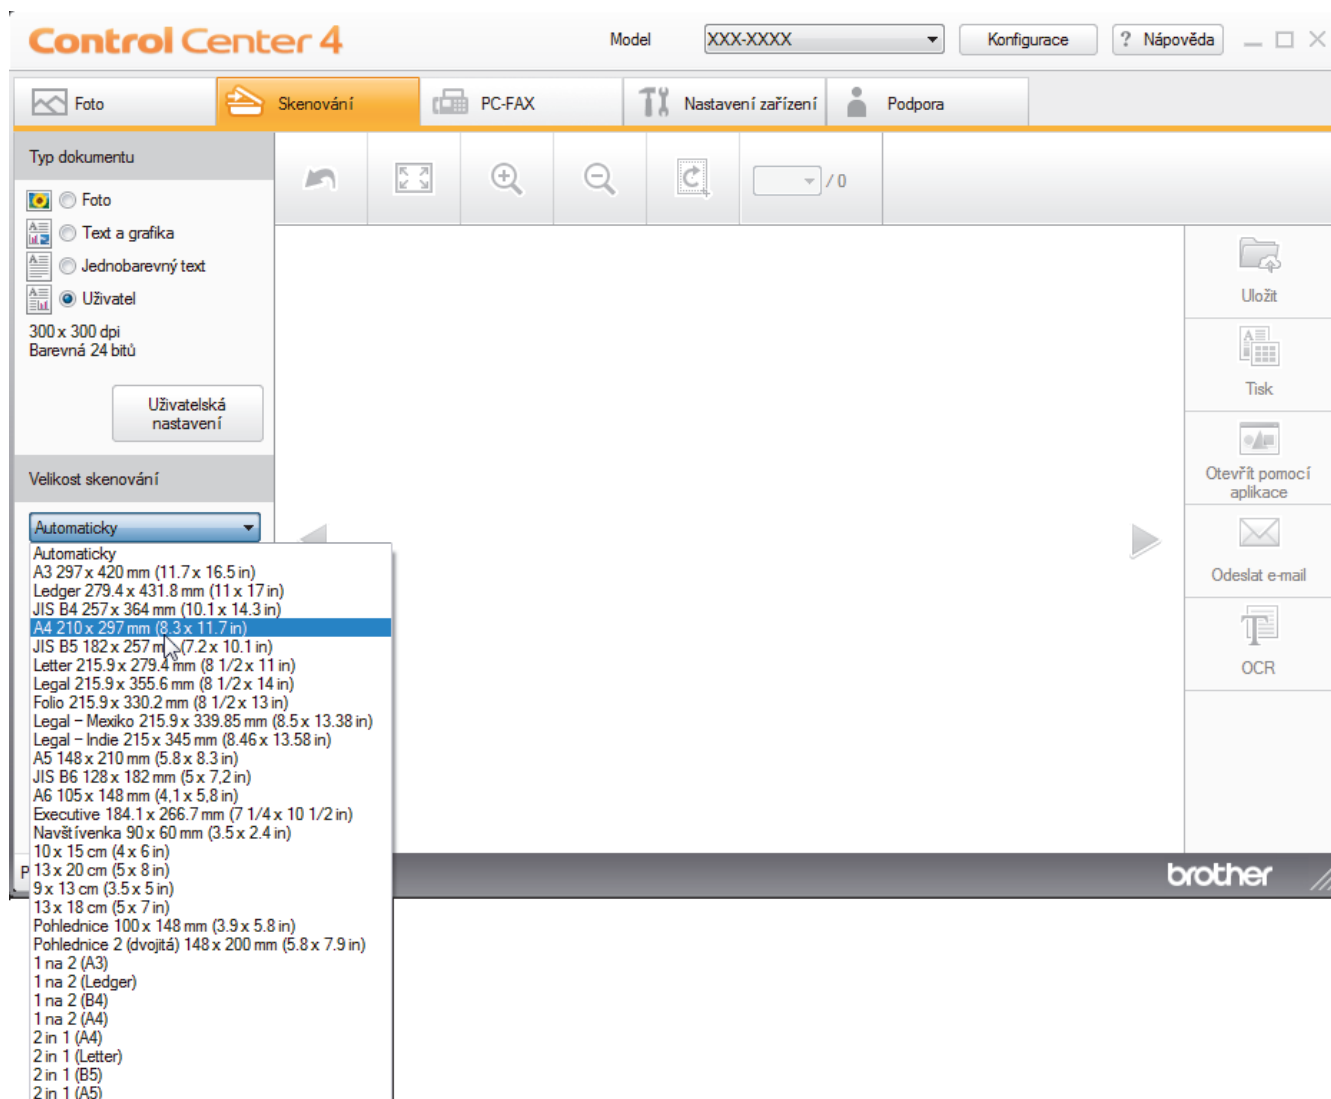 Control Center 4
Model
XXX-XXXX
Konfigurace
? Nápověda
Foto
Skenování
PC-FAX
Nastavení zařízení
Podpora
Typ dokumentu
Foto
Text a grafika
Jednobarevný text
Uživatel
300 x 300 dpi
Barevná 24 bitů
Uživatelská
nastavení
Velikost skenování
Automaticky
/ 0
Automaticky
A3 297 x 420 mm (11.7 x 16.5 in)
Ledger 279.4 x 431.8 mm (11 x 17 in)
JIS B4 257 x 364 mm (10.1 x 14.3 in)
A4 210 x 297 mm (8.3 x 11.7 in)
JIS B5 182 x 257 m (7.2 x 10.1 in)
Letter 215.9 x 279.4 mm (8 1/2 x 11 in)
Legal 215.9 x 355.6 mm (8 1/2 x 14 in)
Folio 215.9 x 330.2 mm (8 1/2 x 13 in)
Legal – Mexiko 215.9 x 339.85 mm (8.5 x 13.38 in)
Legal – Indie 215 x 345 mm (8.46 x 13.58 in)
A5 148 x 210 mm (5.8 x 8.3 in)
JIS B6 128 x 182 mm (5 x 7,2 in)
A6 105 x 148 mm (4,1 x 5,8 in)
Executive 184.1 x 266.7 mm (7 1/4 x 10 1/2 in)
Navštívenka 90 x 60 mm (3.5 x 2.4 in)
10 x 15 cm (4 x 6 in)
13 x 20 cm (5 x 8 in)
9 x 13 cm (3.5 x 5 in)
13 x 18 cm (5 x 7 in)
Pohlednice 100 x 148 mm (3.9 x 5.8 in)
Pohlednice 2 (dvojitá) 148 x 200 mm (5.8 x 7.9 in)
1 na 2 (A3)
1 na 2 (Ledger)
1 na 2 (B4)
1 na 2 (A4)
2 in 1 (A4)
2 in 1 (Letter)
2 in 1 (B5)
2 in 1 (A5)
P
Uložit
Tisk
Otevřít pomocí
aplikace
Odeslat e-mail
OCR
brother